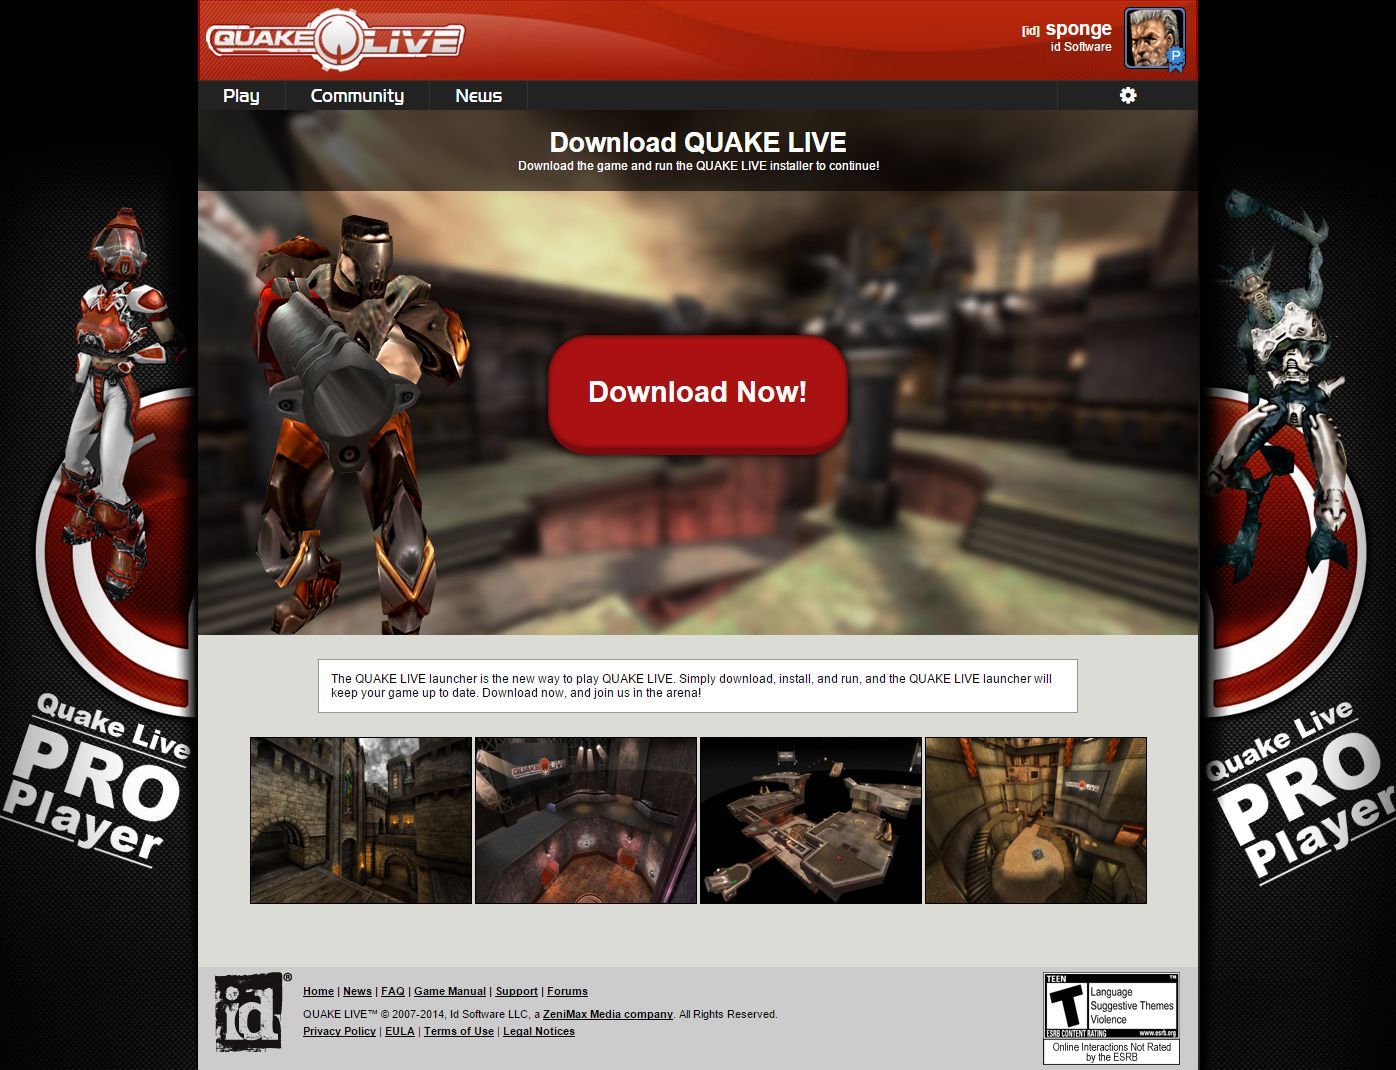 QUAKE LIVE
[id] sponge
id Software
P
Play
Community
News
Download QUAKE LIVE
Download the game and run the QUAKE LIVE installer to continue!
Download Now!
The QUAKE LIVE launcher is the new way to play QUAKE LIVE. Simply download, install, and run, and the QUAKE LIVE launcher will
keep your game up to date. Download now, and join us in the arena!
Quake Live
PRO
Player
Quake Live
PRO
Player
QUAKE LIVE
id®
Home | News | FAQ | Game Manual | Support | Forums
QUAKE LIVE™ © 2007-2014, Id Software LLC, a ZeniMax Media company. All Rights Reserved.
Privacy Policy | EULA | Terms of Use | Legal Notices
TEEN ™
T
Language
Suggestive Themes
Violence
ESRB CONTENT RATING www.esrb.org
Online Interactions Not Rated
by the ESRB